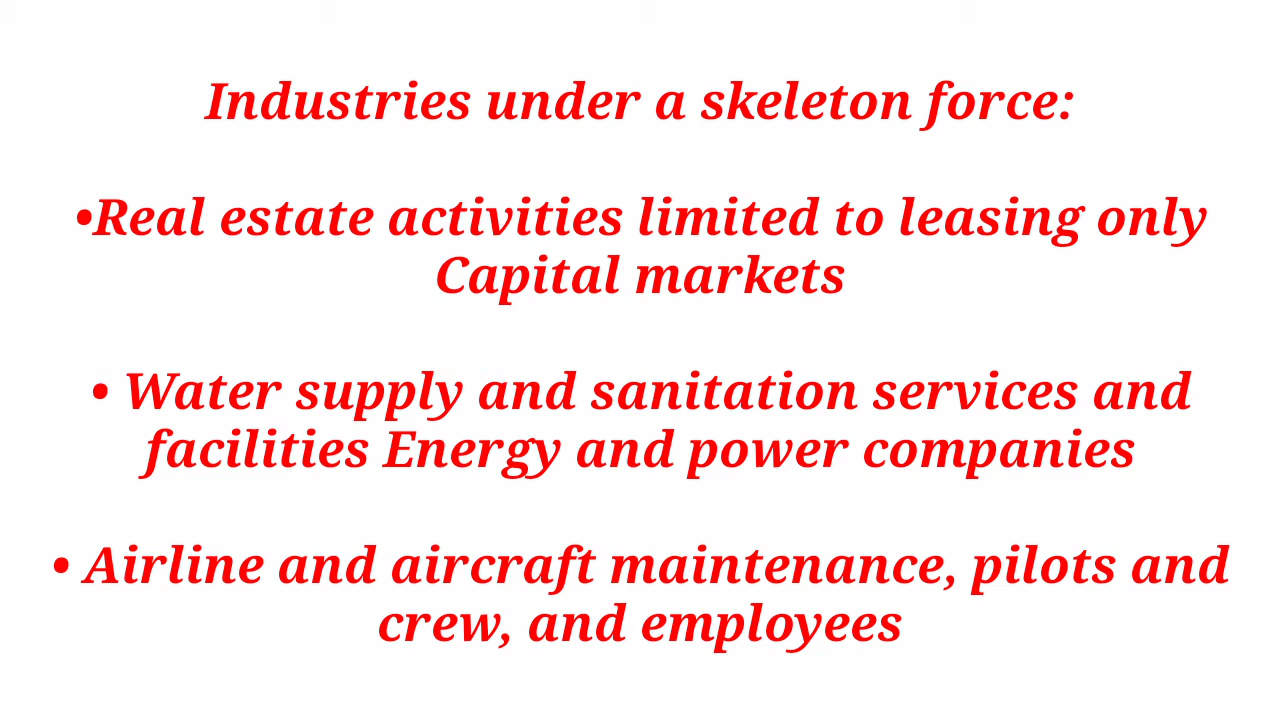 Industries under a skeleton force:
•Real estate activities limited to leasing only
Capital markets
• Water supply and sanitation services and
facilities Energy and power companies
• Airline and aircraft maintenance, pilots and
crew, and employees